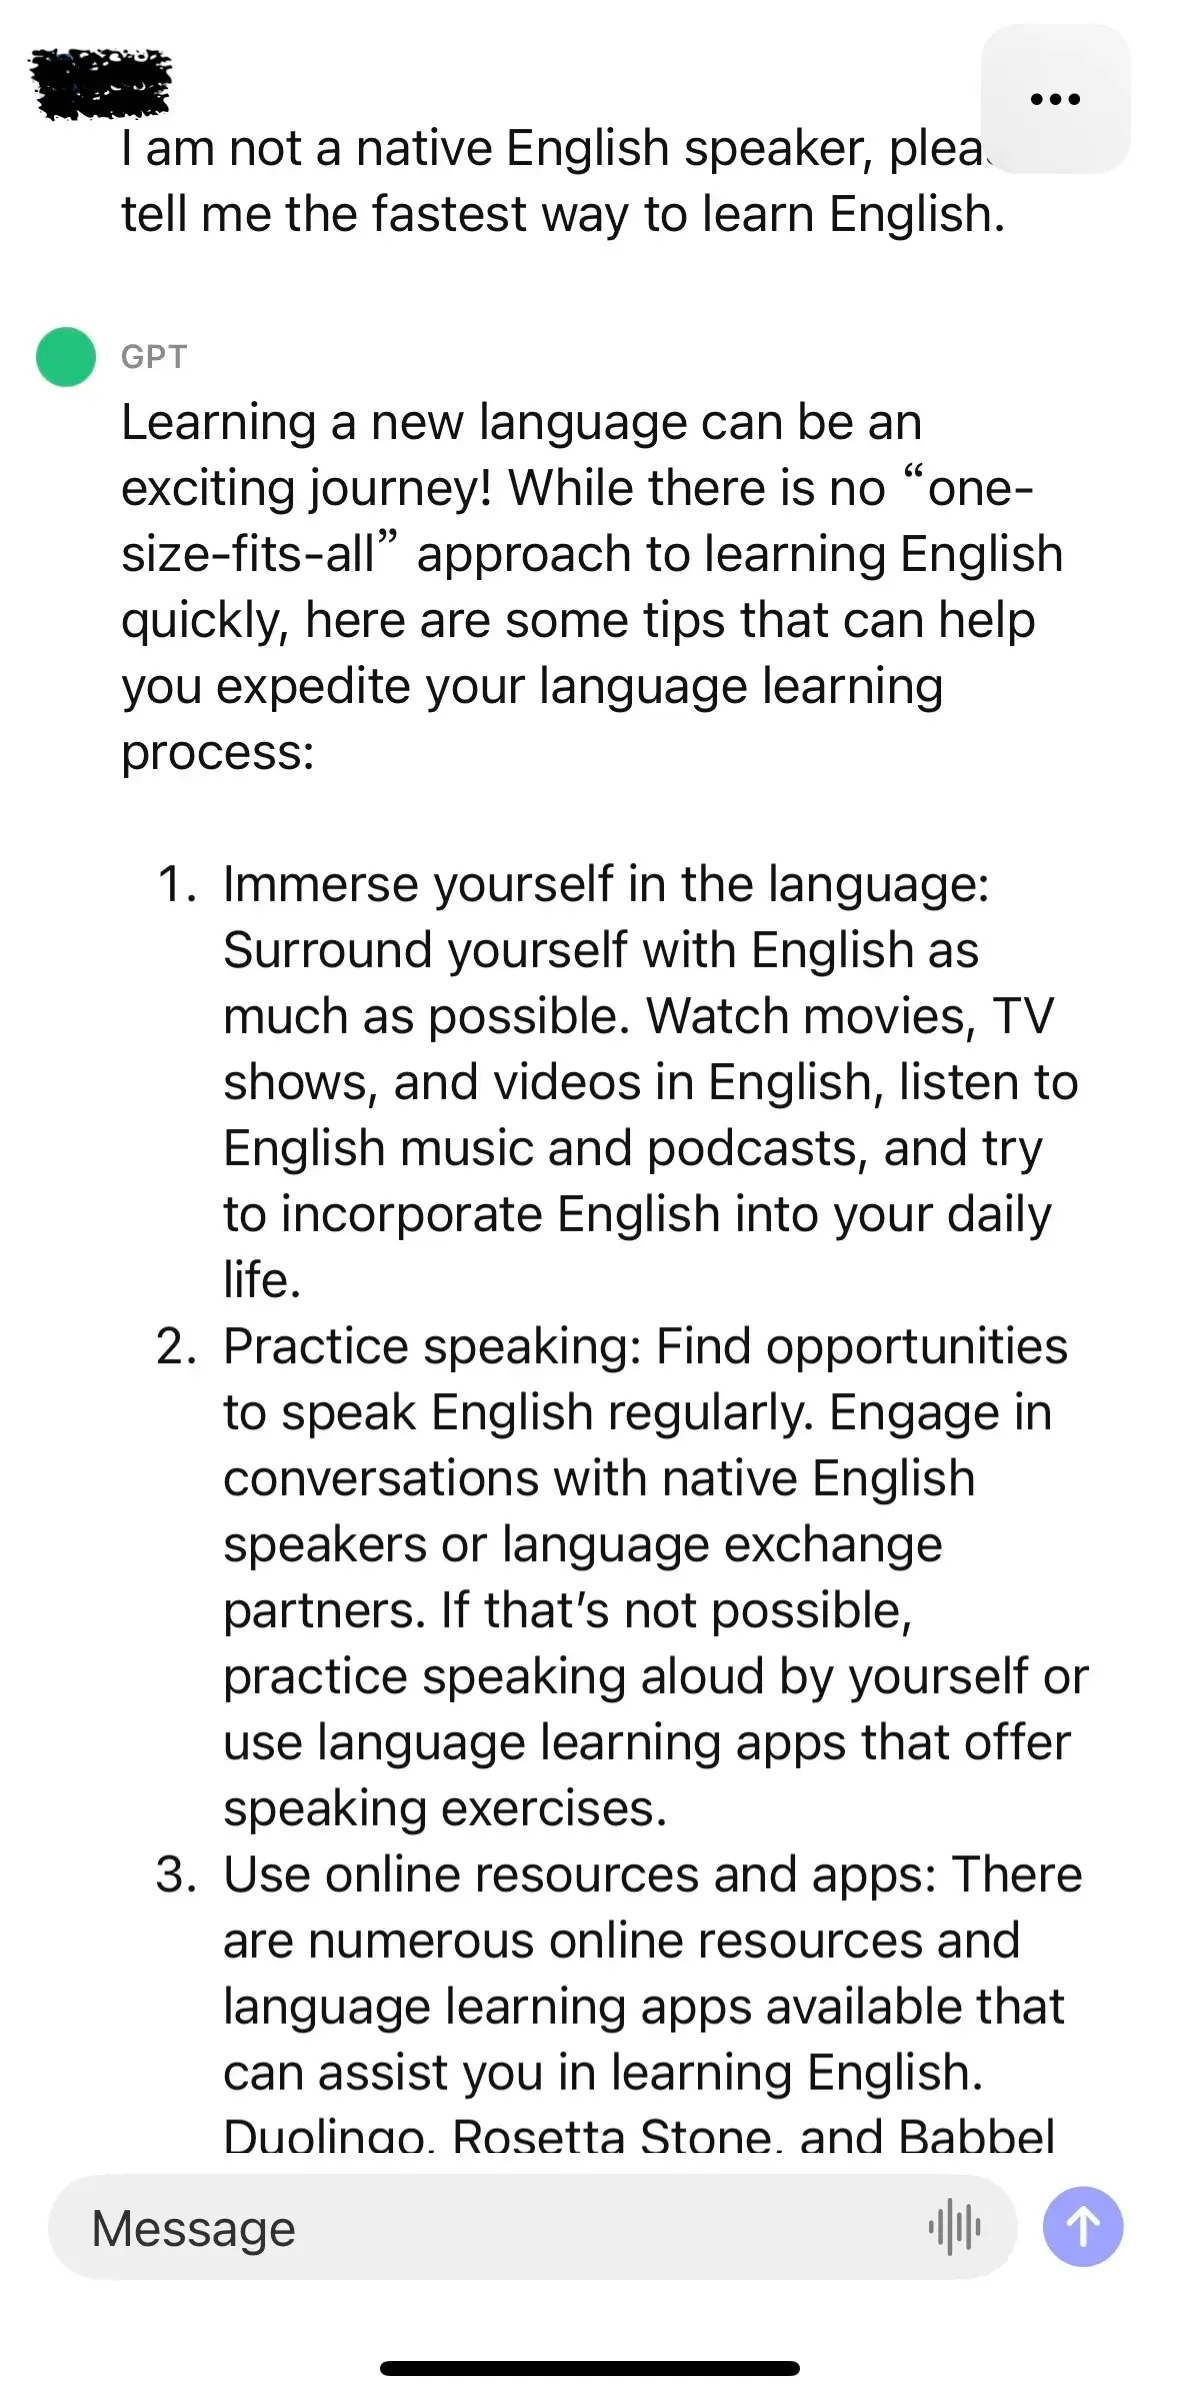 I am not a native English speaker,
tell me the fastest way to learn English.
GPT
Learning a new language can be an
exciting journey! While there is no “one-
size-fits-all” approach to learning English
quickly, here are some tips that can help
you expedite your language learning
process:
1. Immerse yourself in the language:
Surround yourself with English as
much as possible. Watch movies, TV
shows, and videos in English, listen to
English music and podcasts, and try
to incorporate English into your daily
life.
2. Practice speaking: Find opportunities
to speak English regularly. Engage in
conversations with native English
speakers or language exchange
partners. If that’s not possible,
practice speaking aloud by yourself or
use language learning apps that offer
speaking exercises.
3. Use online resources and apps: There
are numerous online resources and
language learning apps available that
can assist you in learning English.
Duolingo, Rosetta Stone, and Babbel
Message